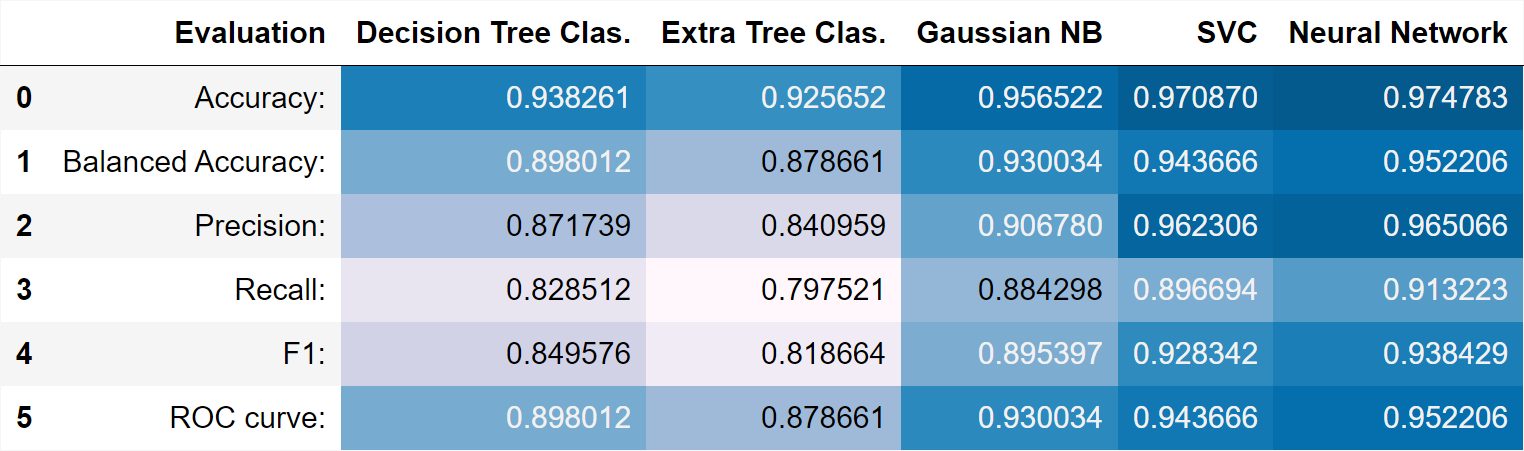 Evaluation Decision Tree Clas. Extra Tree Clas. Gaussian NB SVC Neural Network
0 Accuracy: 0.938261 0.925652 0.956522 0.970870 0.974783
1 Balanced Accuracy: 0.898012 0.878661 0.930034 0.943666 0.952206
2 Precision: 0.871739 0.840959 0.906780 0.962306 0.965066
3 Recall: 0.828512 0.797521 0.884298 0.896694 0.913223
4 F1: 0.849576 0.818664 0.895397 0.928342 0.938429
5 ROC curve: 0.898012 0.878661 0.930034 0.943666 0.952206